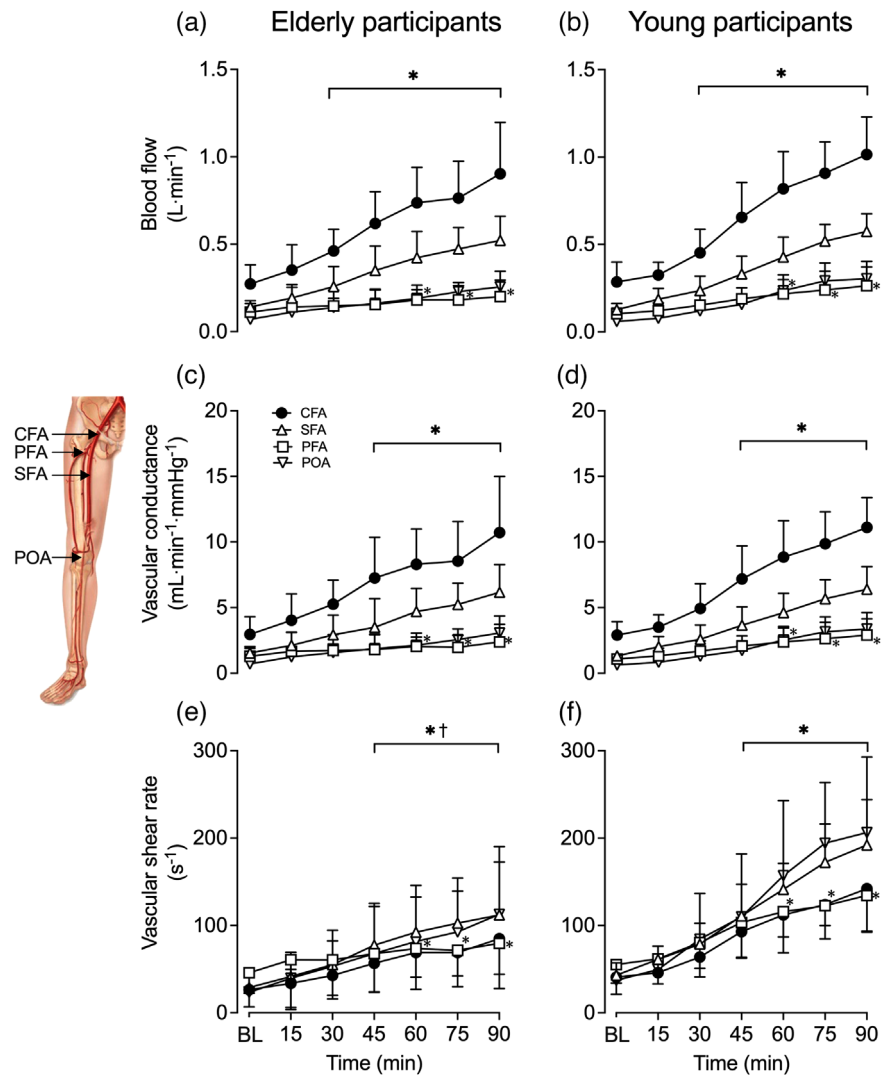 (a) Elderly participants
(b) Young participants
Blood flow
(L·min⁻¹)
1.5
1.0
0.5
0.0
*
* * *
1.5
1.0
0.5
0.0
*
* * *
(c)
(d)
Vascular conductance
(mL·min⁻¹·mmHg⁻¹)
20
15
10
5
0
CFA
SFA
PFA
POA
*
* * *
20
15
10
5
0
*
* * *
CFA
PFA
SFA
POA
(e)
(f)
Vascular shear rate
(s⁻¹)
300
200
100
0
*†
* * *
BL 15 30 45 60 75 90
Time (min)
300
200
100
0
*
* * *
BL 15 30 45 60 75 90
Time (min)